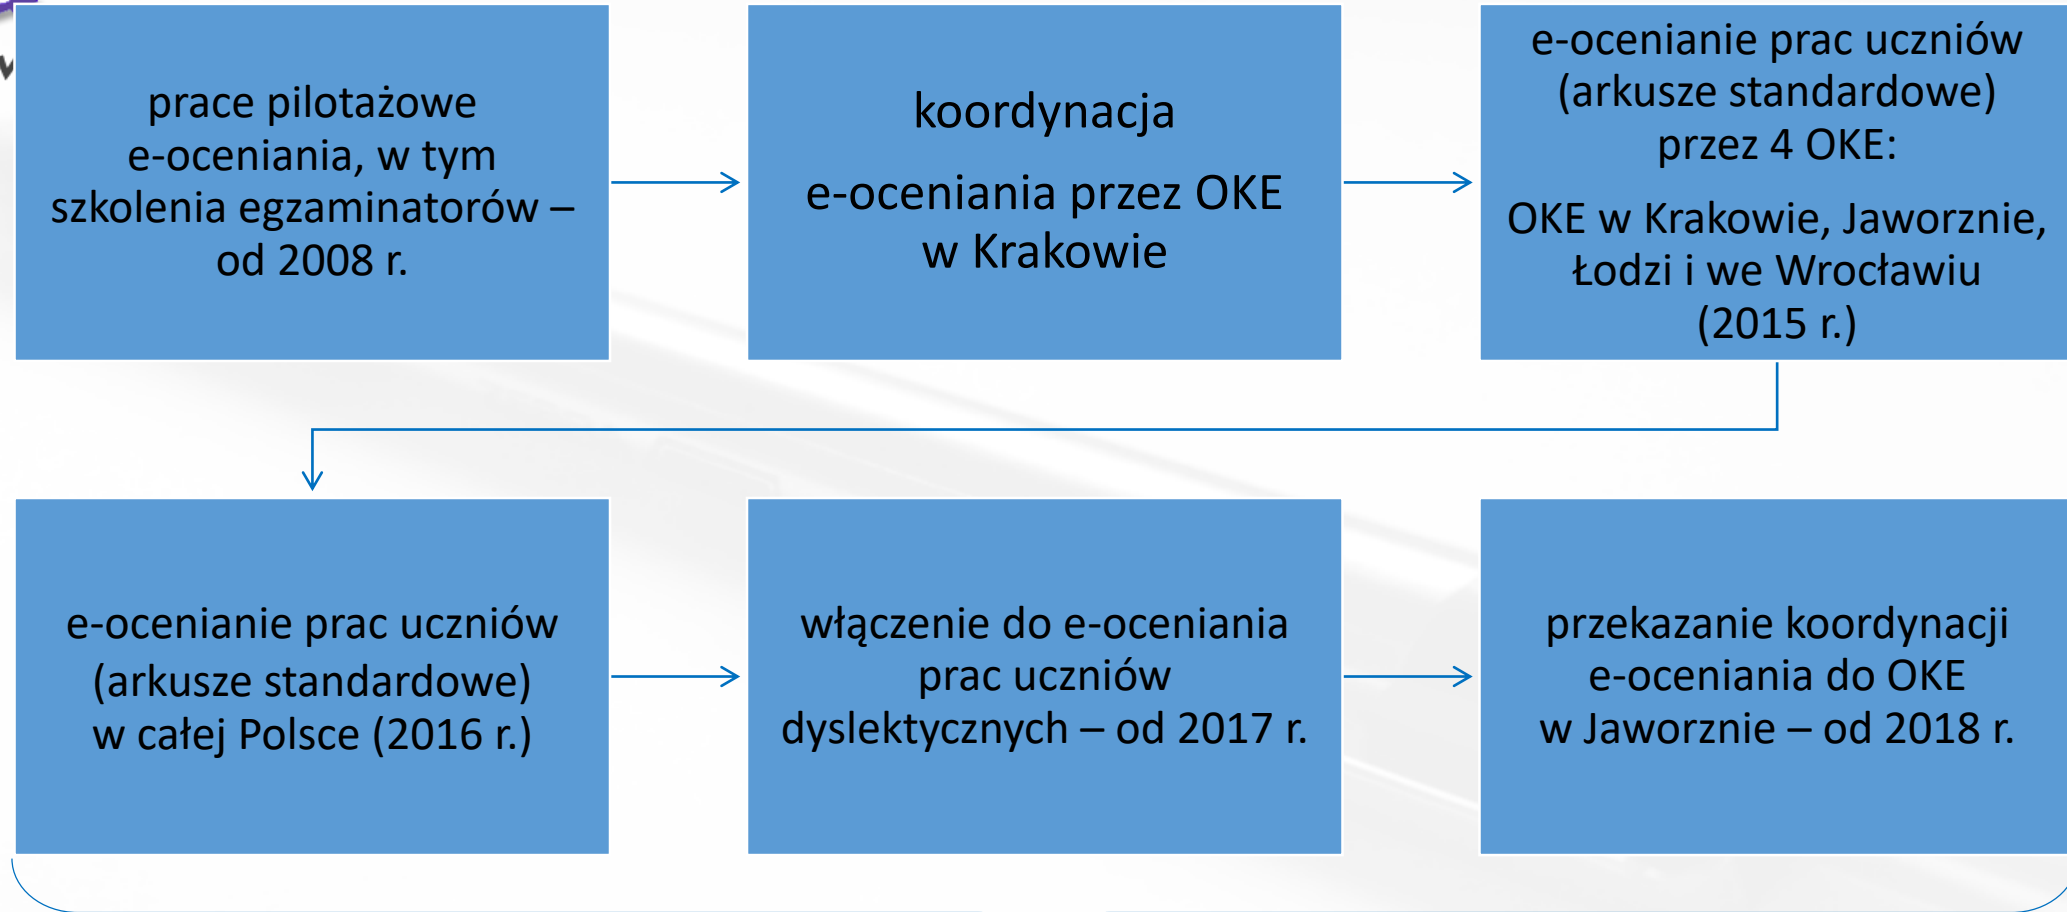 prace pilotażowe
e-oceniania, w tym
szkolenia egzaminatorów –
od 2008 r.
koordynacja
e-oceniania przez OKE
w Krakowie
e-ocenianie prac uczniów
(arkusze standardowe)
przez 4 OKE:
OKE w Krakowie, Jaworznie,
Łodzi i we Wrocławiu
(2015 r.)
e-ocenianie prac uczniów
(arkusze standardowe)
w całej Polsce (2016 r.)
włączenie do e-oceniania
prac uczniów
dyslektycznych – od 2017 r.
przekazanie koordynacji
e-oceniania do OKE
w Jaworznie – od 2018 r.